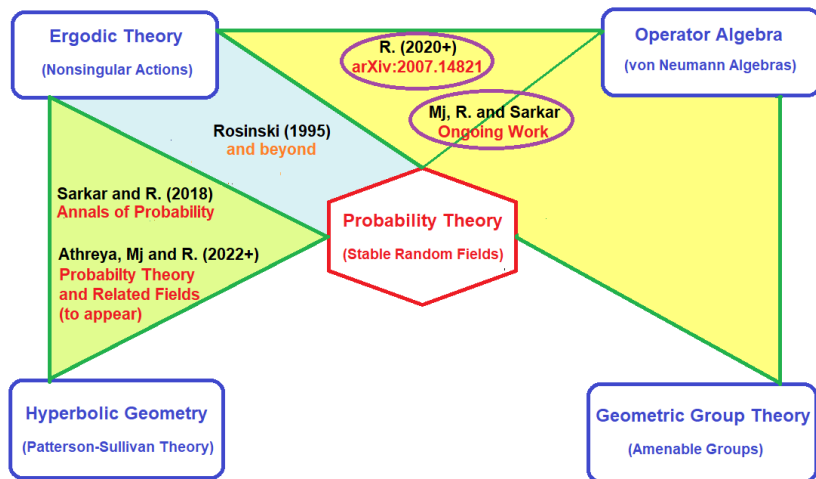 Ergodic Theory
(Nonsingular Actions)
R. (2020+)
arXiv:2007.14821
Operator Algebra
(von Neumann Algebras)
Mj, R. and Sarkar
Ongoing Work
Rosinski (1995)
and beyond
Sarkar and R. (2018)
Annals of Probability
Athreya, Mj and R. (2022+)
Probabilty Theory
and Related Fields
(to appear)
Probability Theory
(Stable Random Fields)
Hyperbolic Geometry
(Patterson-Sullivan Theory)
Geometric Group Theory
(Amenable Groups)